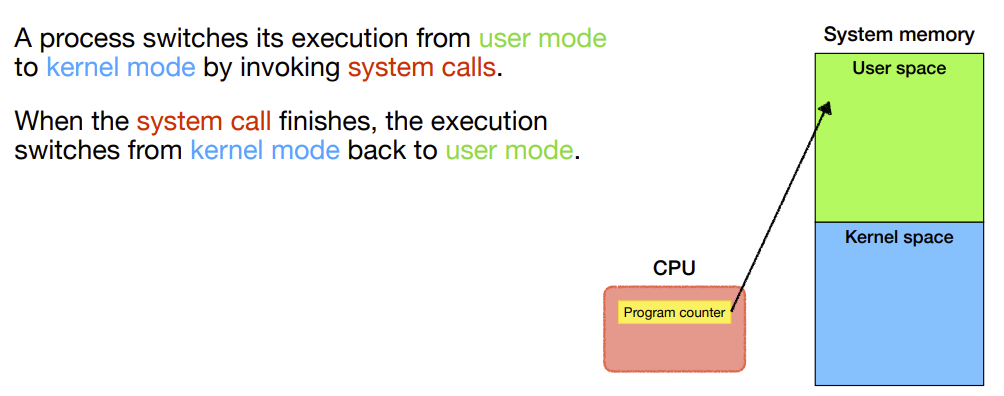 A process switches its execution from user mode
to kernel mode by invoking system calls.
When the system call finishes, the execution
switches from kernel mode back to user mode.
System memory
User space
Kernel space
CPU
Program counter